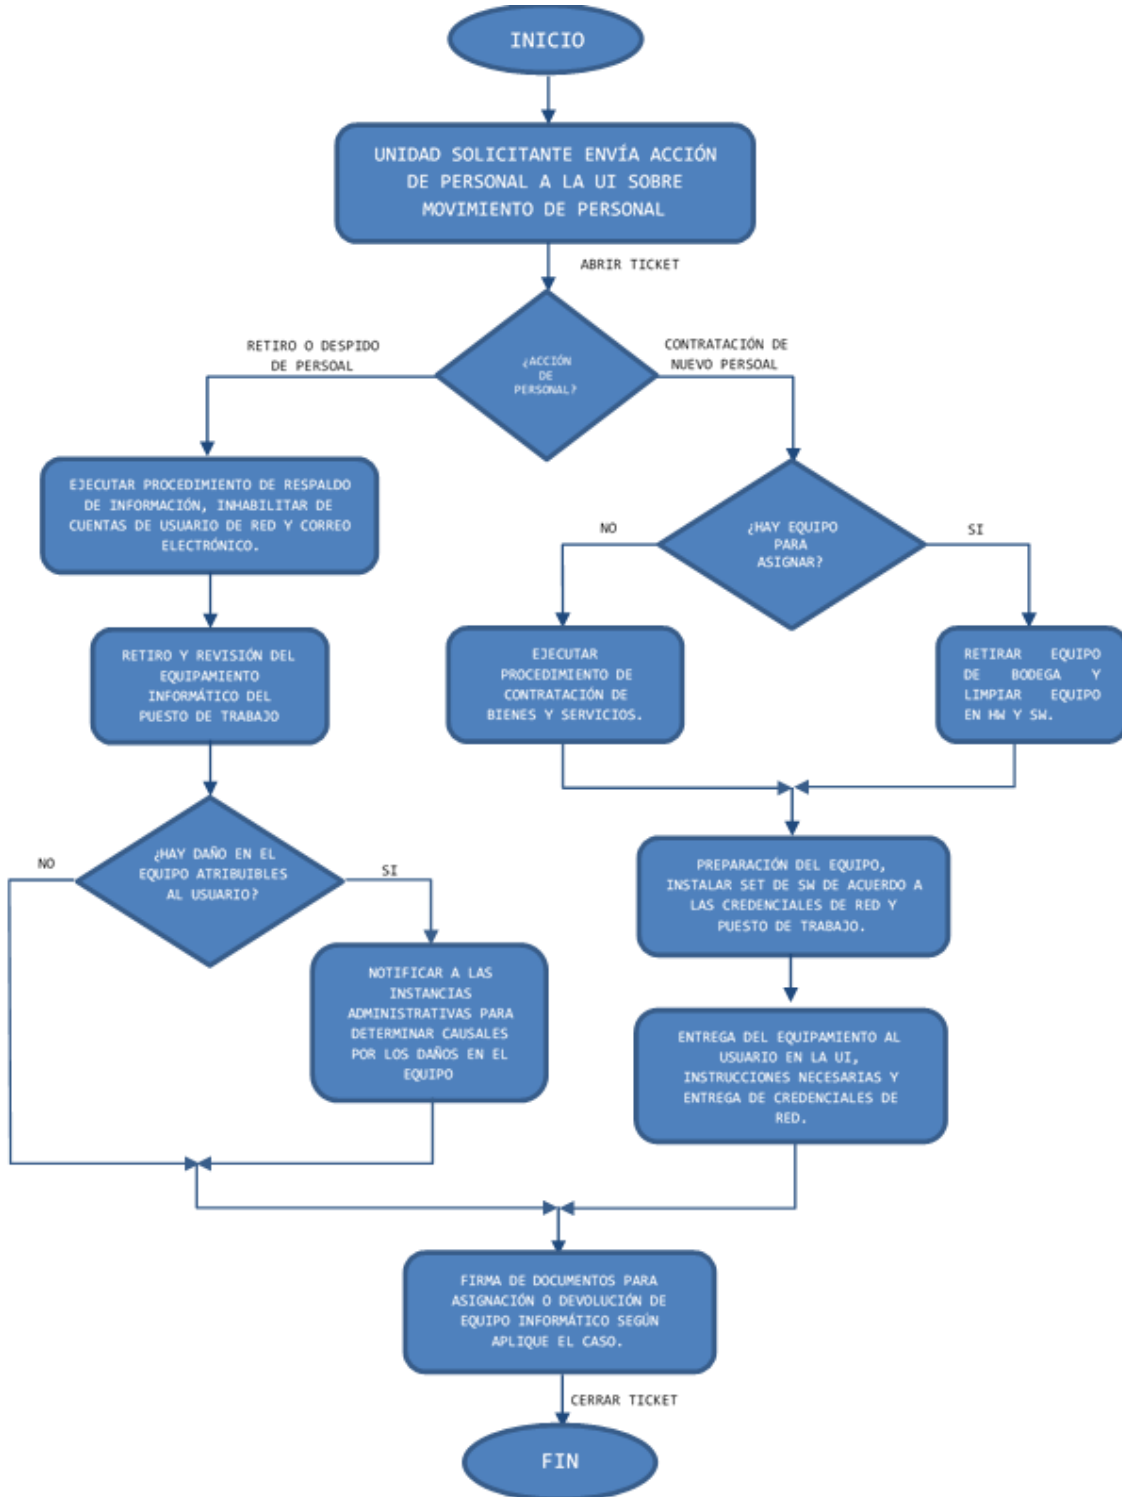 INICIO
UNIDAD SOLICITANTE ENVÍA ACCIÓN
DE PERSONAL A LA UI SOBRE
MOVIMIENTO DE PERSONAL
ABRIR TICKET
¿ACCIÓN
DE
PERSONAL?
RETIRO O DESPIDO
DE PERSOAL
CONTRATACIÓN DE
NUEVO PERSOAL
EJECUTAR PROCEDIMIENTO DE RESPALDO
DE INFORMACIÓN, INHABILITAR DE
CUENTAS DE USUARIO DE RED Y CORREO
ELECTRÓNICO.
¿HAY EQUIPO
PARA
ASIGNAR?
NO
SI
RETIRO Y REVISIÓN DEL
EQUIPAMIENTO
INFORMÁTICO DEL
PUESTO DE TRABAJO
EJECUTAR
PROCEDIMIENTO DE
CONTRATACIÓN DE
BIENES Y SERVICIOS.
RETIRAR EQUIPO
DE BODEGA Y
LIMPIAR EQUIPO
EN HW Y SW.
¿HAY DAÑO EN EL
EQUIPO ATRIBUIBLES
AL USUARIO?
NO
SI
PREPARACIÓN DEL EQUIPO,
INSTALAR SET DE SW DE ACUERDO A
LAS CREDENCIALES DE RED Y
PUESTO DE TRABAJO.
NOTIFICAR A LAS
INSTANCIAS
ADMINISTRATIVAS PARA
DETERMINAR CAUSALES
POR LOS DAÑOS EN EL
EQUIPO
ENTREGA DEL EQUIPAMIENTO AL
USUARIO EN LA UI,
INSTRUCCIONES NECESARIAS Y
ENTREGA DE CREDENCIALES DE
RED.
FIRMA DE DOCUMENTOS PARA
ASIGNACIÓN O DEVOLUCIÓN DE
EQUIPO INFORMÁTICO SEGÚN
APLIQUE EL CASO.
CERRAR TICKET
FIN